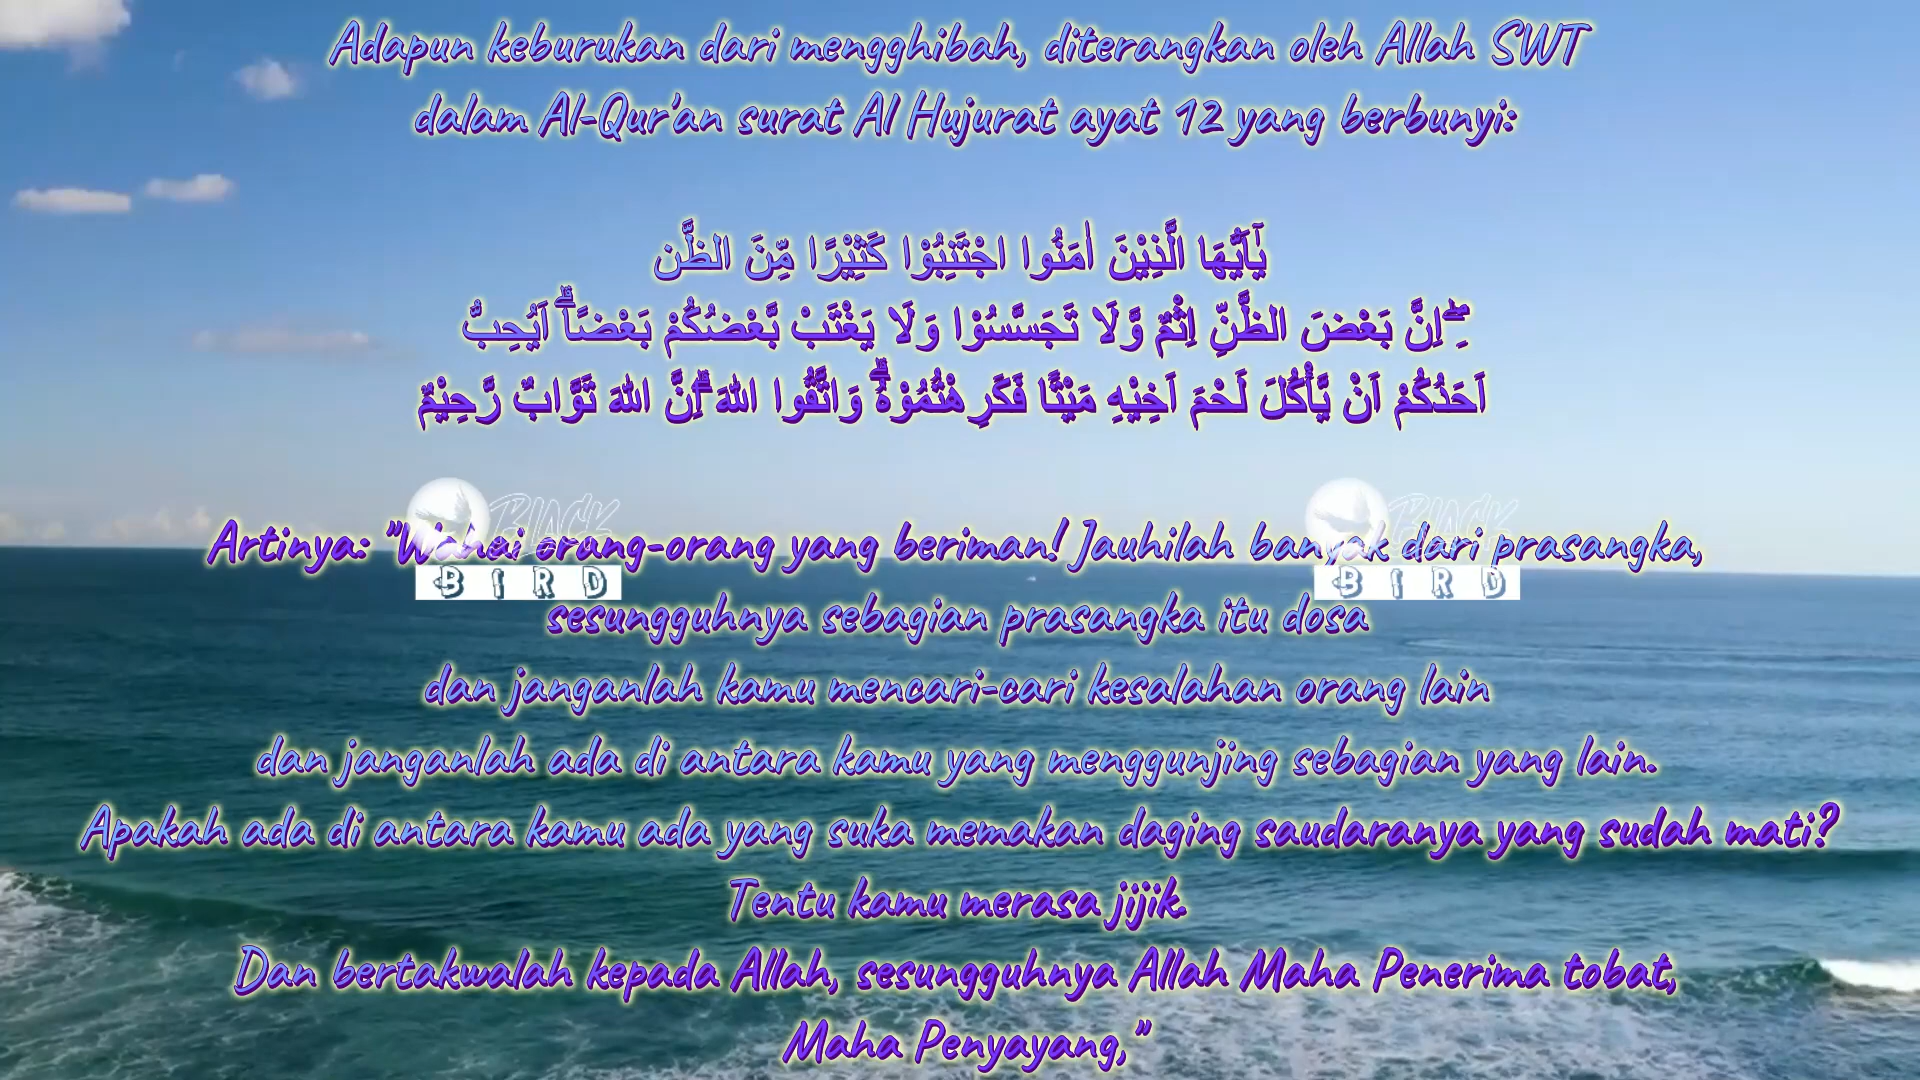 Adapun keburukan dari mengghibah, diterangkan oleh Allah SWT
dalam Al-Qur'an surat Al Hujurat ayat 12 yang berbunyi:
يٰٓاَيُّهَا الَّذِيْنَ اٰمَنُوا اجْتَنِبُوْا كَثِيْرًا مِّنَ الظَّن
ِۖ اِنَّ بَعْضَ الظَّنِّ اِثْمٌ وَّلَا تَجَسَّسُوْا وَلَا يَغْتَبْ بَّعْضُكُمْ بَعْضًاۗ اَيُحِبُّ
اَحَدُكُمْ اَنْ يَّأْكُلَ لَحْمَ اَخِيْهِ مَيْتًا فَكَرِهْتُمُوْهُۗ وَاتَّقُوا اللّٰهَ ۗاِنَّ اللّٰهَ تَوَّابٌ رَّحِيْمٌ
BLACK BLACK
Artinya: "Wahai orang-orang yang beriman! Jauhilah banyak dari prasangka,
BIRD BIRD
sesungguhnya sebagian prasangka itu dosa
dan janganlah kamu mencari-cari kesalahan orang lain
dan janganlah ada di antara kamu yang menggunjing sebagian yang lain.
Apakah ada di antara kamu ada yang suka memakan daging saudaranya yang sudah mati?
Tentu kamu merasa jijik.
Dan bertakwalah kepada Allah, sesungguhnya Allah Maha Penerima tobat,
Maha Penyayang,"